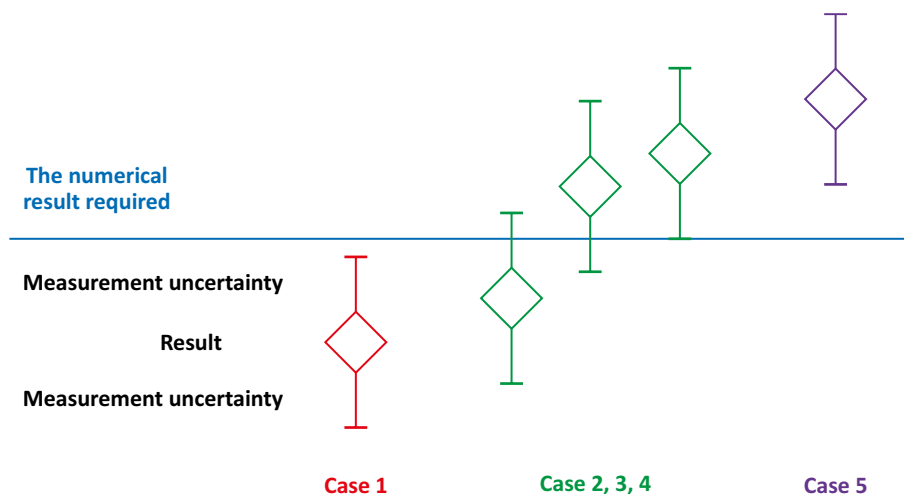 The numerical
result required
Measurement uncertainty
Result
Measurement uncertainty
Case 1
Case 2, 3, 4
Case 5